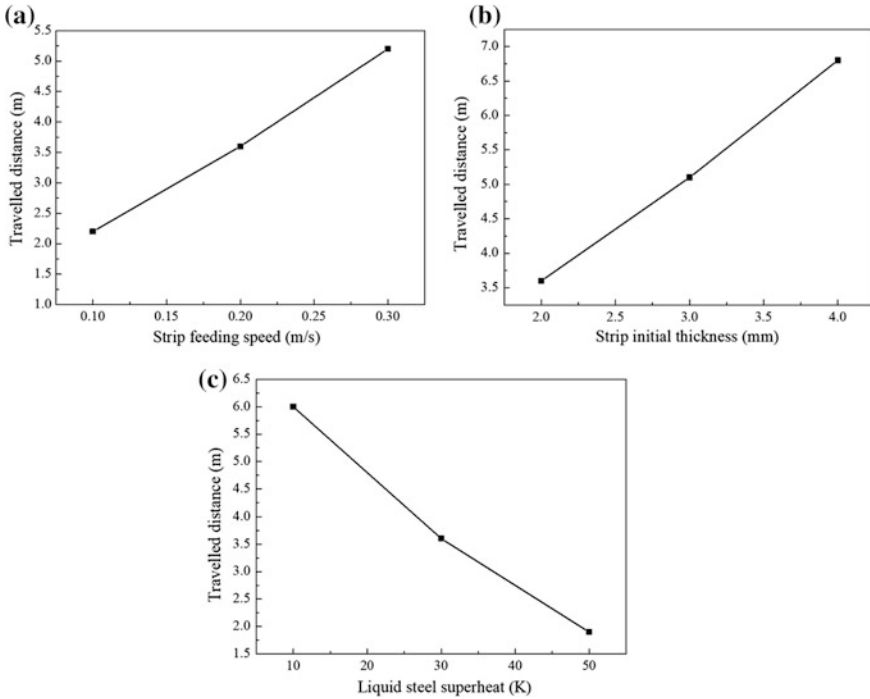 (a)
5.5
5.0
4.5
4.0
3.5
3.0
2.5
2.0
1.5
1.0
Travelled distance (m)
0.10 0.15 0.20 0.25 0.30
Strip feeding speed (m/s)
(b)
7.0
6.5
6.0
5.5
5.0
4.5
4.0
3.5
Travelled distance (m)
2.0 2.5 3.0 3.5 4.0
Strip initial thickness (mm)
(c)
6.5
6.0
5.5
5.0
4.5
4.0
3.5
3.0
2.5
2.0
1.5
Travelled distance (m)
10 20 30 40 50
Liquid steel superheat (K)